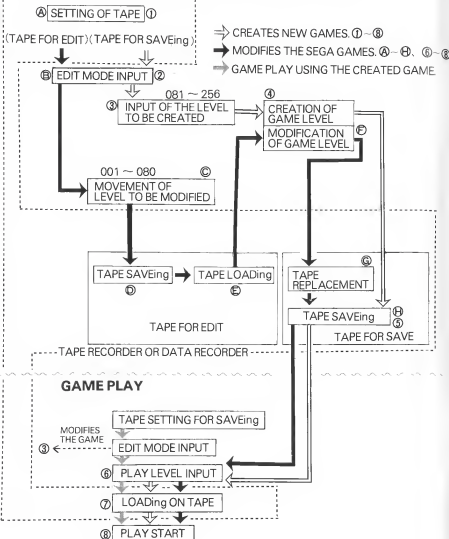 Ⓐ SETTING OF TAPE ①
(TAPE FOR EDIT)(TAPE FOR SAVEing)
⇨ CREATES NEW GAMES. ①~⑧
➡ MODIFIES THE SEGA GAMES. Ⓐ~Ⓗ、⑥~⑧
➡ GAME PLAY USING THE CREATED GAME.
Ⓑ EDIT MODE INPUT ②
081 ~ 256
③ INPUT OF THE LEVEL
TO BE CREATED
④
CREATION OF
GAME LEVEL
MODIFICATION Ⓕ
OF GAME LEVEL
001 ~ 080 Ⓒ
MOVEMENT OF
LEVEL TO BE MODIFIED
TAPE SAVEing
Ⓓ
TAPE LOADing
Ⓔ
TAPE FOR EDIT
TAPE Ⓖ
REPLACEMENT
TAPE SAVEing Ⓗ
⑤
TAPE FOR SAVE
TAPE RECORDER OR DATA RECORDER
GAME PLAY
TAPE SETTING FOR SAVEing
MODIFIES
THE GAME
③
EDIT MODE INPUT
⑥ PLAY LEVEL INPUT
⑦ LOADing ON TAPE
⑧ PLAY START